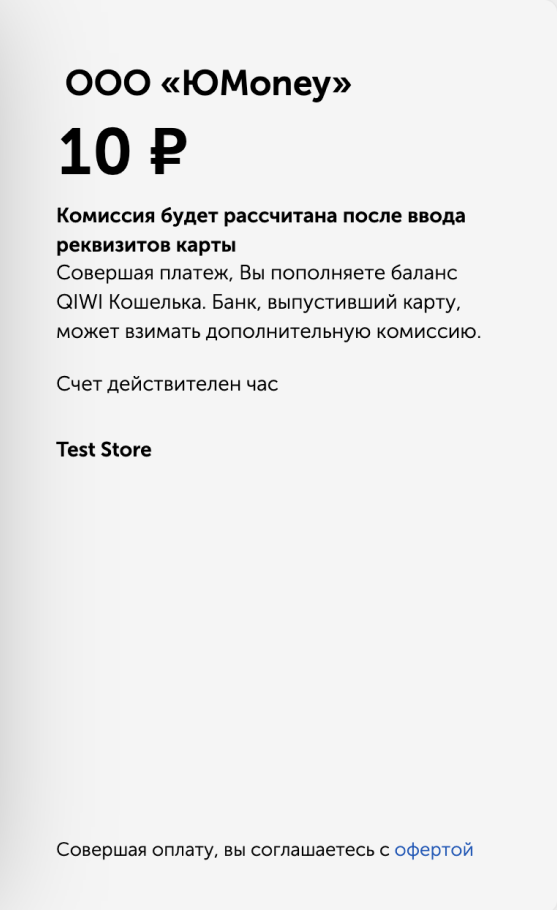 ООО «ЮMoney»
10 ₽
Комиссия будет рассчитана после ввода
реквизитов карты
Совершая платеж, Вы пополняете баланс
QIWI Кошелька. Банк, выпустивший карту,
может взимать дополнительную комиссию.
Счет действителен час
Test Store
Совершая оплату, вы соглашаетесь с офертой